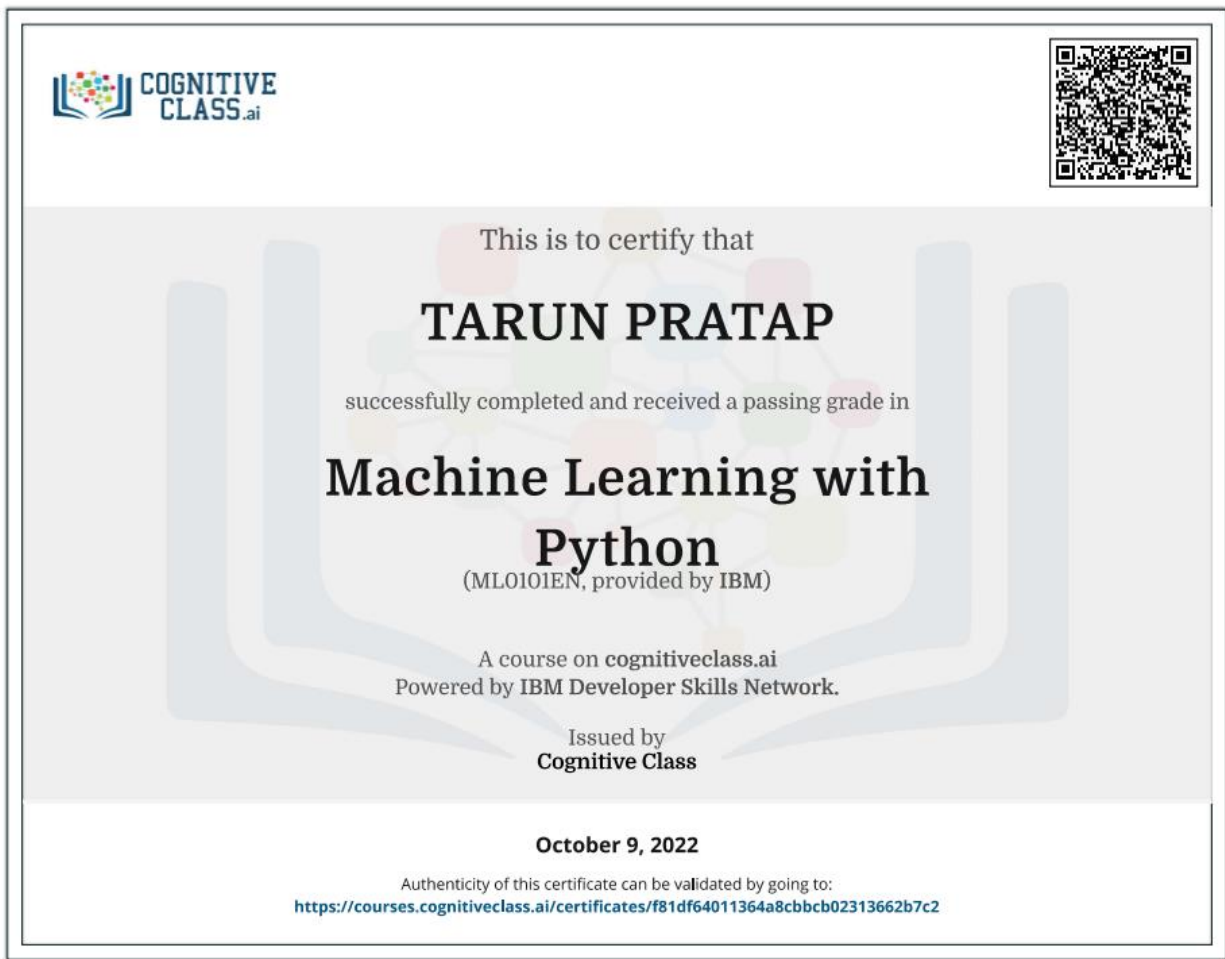 COGNITIVE
CLASS.ai
This is to certify that
TARUN PRATAP
successfully completed and received a passing grade in
Machine Learning with
Python
(ML0101EN, provided by IBM)
A course on cognitiveclass.ai
Powered by IBM Developer Skills Network.
Issued by
Cognitive Class
October 9, 2022
Authenticity of this certificate can be validated by going to:
https://courses.cognitiveclass.ai/certificates/f81df64011364a8cbbcb02313662b7c2